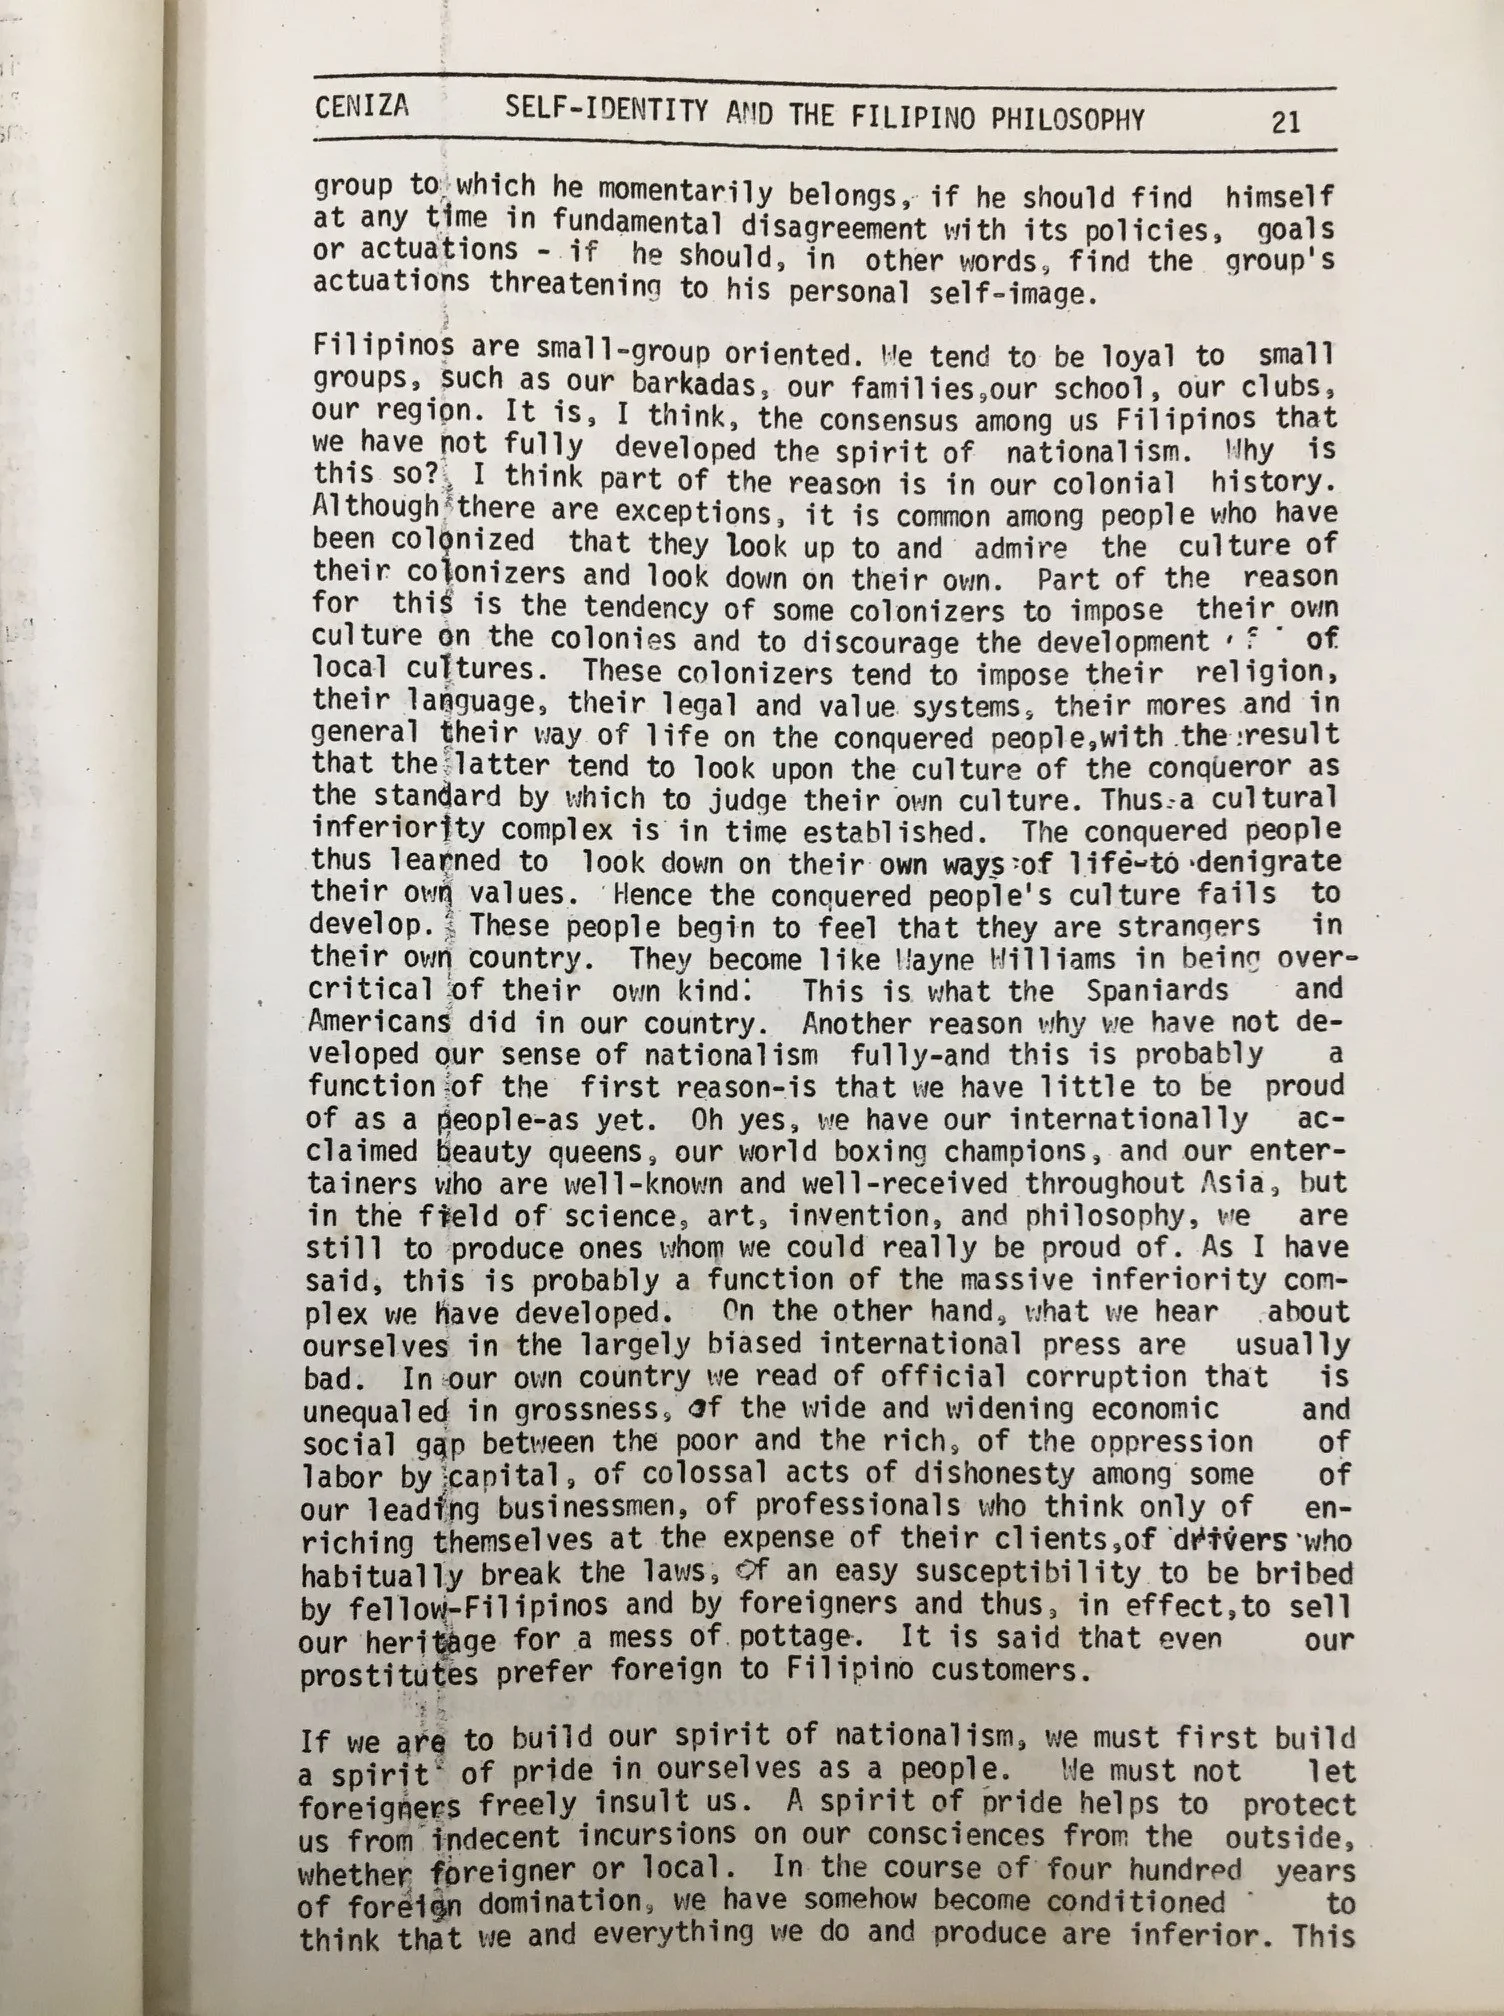 CENIZA SELF-IDENTITY AND THE FILIPINO PHILOSOPHY 21
group to which he momentarily belongs, if he should find himself
at any time in fundamental disagreement with its policies, goals
or actuations - if he should, in other words, find the group's
actuations threatening to his personal self-image.
Filipinos are small-group oriented. We tend to be loyal to small
groups, such as our barkadas, our families,our school, our clubs,
our region. It is, I think, the consensus among us Filipinos that
we have not fully developed the spirit of nationalism. Why is
this so? I think part of the reason is in our colonial history.
Although there are exceptions, it is common among people who have
been colonized that they look up to and admire the culture of
their colonizers and look down on their own. Part of the reason
for this is the tendency of some colonizers to impose their own
culture on the colonies and to discourage the development of
local cultures. These colonizers tend to impose their religion,
their language, their legal and value systems, their mores and in
general their way of life on the conquered people,with the result
that the latter tend to look upon the culture of the conqueror as
the standard by which to judge their own culture. Thus a cultural
inferiority complex is in time established. The conquered people
thus learned to look down on their own ways of life-to denigrate
their own values. Hence the conquered people's culture fails to
develop. These people begin to feel that they are strangers in
their own country. They become like Wayne Williams in being over-
critical of their own kind. This is what the Spaniards and
Americans did in our country. Another reason why we have not de-
veloped our sense of nationalism fully-and this is probably a
function of the first reason-is that we have little to be proud
of as a people-as yet. Oh yes, we have our internationally ac-
claimed beauty queens, our world boxing champions, and our enter-
tainers who are well-known and well-received throughout Asia, but
in the field of science, art, invention, and philosophy, we are
still to produce ones whom we could really be proud of. As I have
said, this is probably a function of the massive inferiority com-
plex we have developed. On the other hand, what we hear about
ourselves in the largely biased international press are usually
bad. In our own country we read of official corruption that is
unequaled in grossness, of the wide and widening economic and
social gap between the poor and the rich, of the oppression of
labor by capital, of colossal acts of dishonesty among some of
our leading businessmen, of professionals who think only of en-
riching themselves at the expense of their clients,of drivers who
habitually break the laws, of an easy susceptibility to be bribed
by fellow-Filipinos and by foreigners and thus, in effect,to sell
our heritage for a mess of pottage. It is said that even our
prostitutes prefer foreign to Filipino customers.
If we are to build our spirit of nationalism, we must first build
a spirit of pride in ourselves as a people. We must not let
foreigners freely insult us. A spirit of pride helps to protect
us from indecent incursions on our consciences from the outside,
whether foreigner or local. In the course of four hundred years
of foreign domination, we have somehow become conditioned to
think that we and everything we do and produce are inferior. This